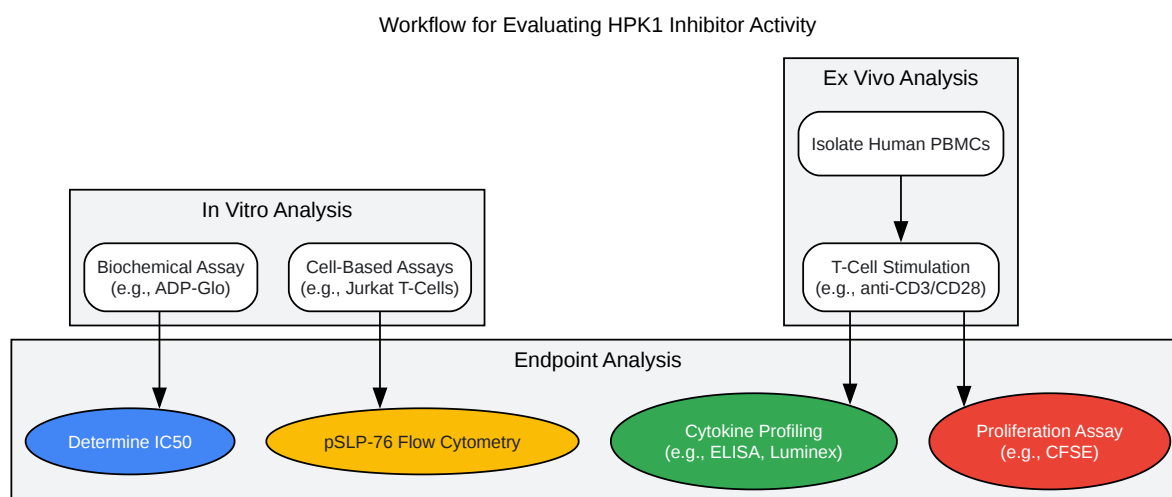 Workflow for Evaluating HPK1 Inhibitor Activity
Ex Vivo Analysis
Isolate Human PBMCs
In Vitro Analysis
Biochemical Assay
(e.g., ADP-Glo)
Cell-Based Assays
(e.g., Jurkat T-Cells)
T-Cell Stimulation
(e.g., anti-CD3/CD28)
Endpoint Analysis
Determine IC50
pSLP-76 Flow Cytometry
Cytokine Profiling
(e.g., ELISA, Luminex)
Proliferation Assay
(e.g., CFSE)